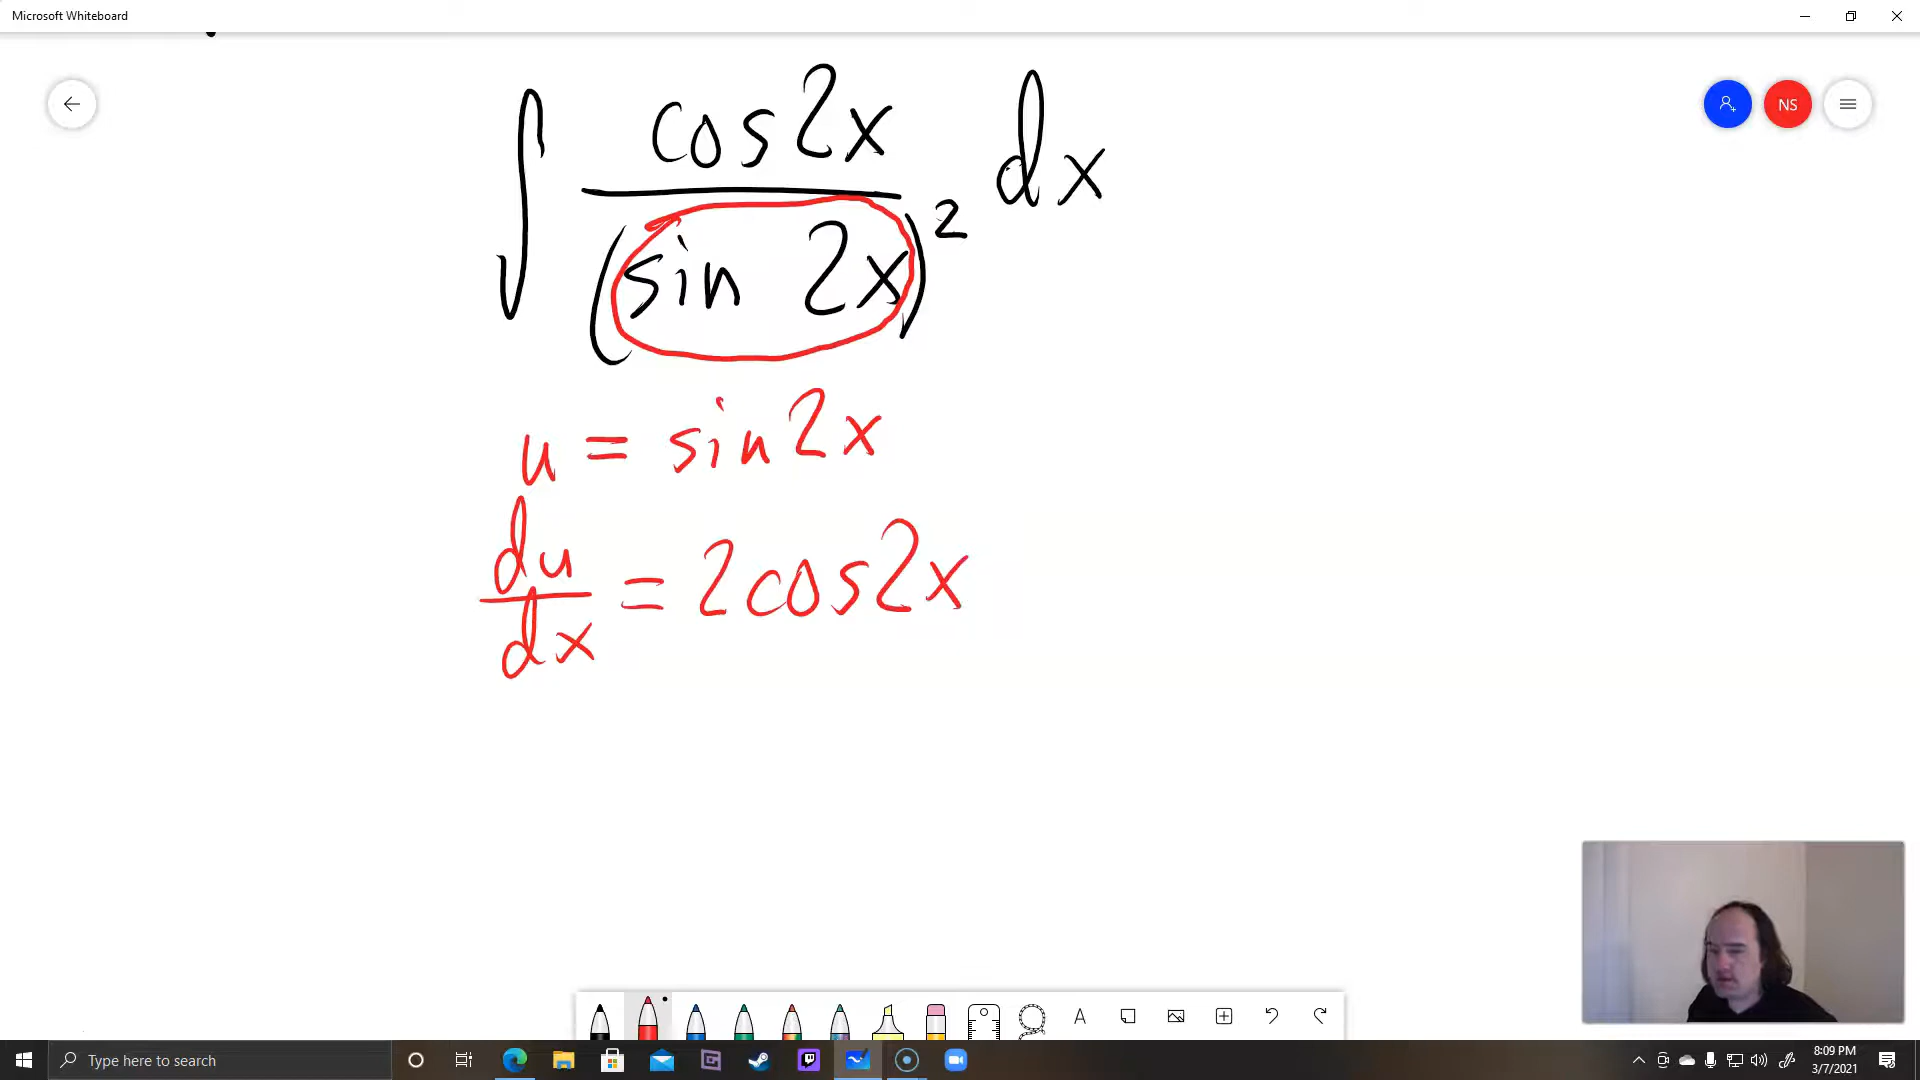 Microsoft Whiteboard
NS
∫ cos2x / (sin 2x)² dx
u = sin2x
du/dx = 2cos2x
A
Type here to search
8:09 PM
3/7/2021